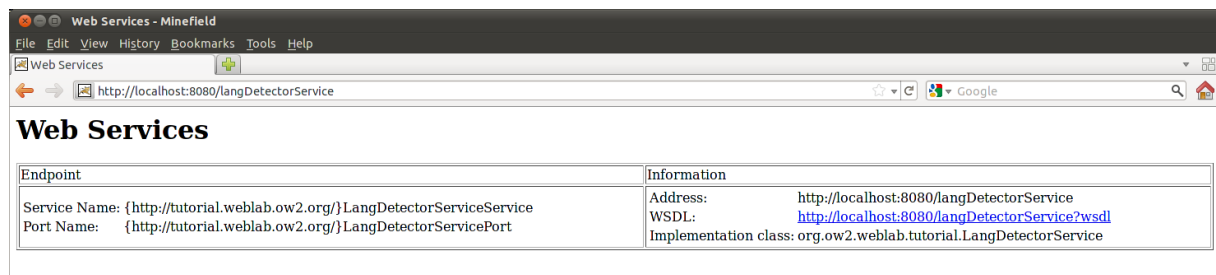 Web Services - Minefield
File Edit View History Bookmarks Tools Help
Web Services
http://localhost:8080/langDetectorService Google
Web Services
Endpoint Information
Service Name: {http://tutorial.weblab.ow2.org/}LangDetectorServiceService
Port Name: {http://tutorial.weblab.ow2.org/}LangDetectorServicePort
Address: http://localhost:8080/langDetectorService
WSDL: http://localhost:8080/langDetectorService?wsdl
Implementation class: org.ow2.weblab.tutorial.LangDetectorService